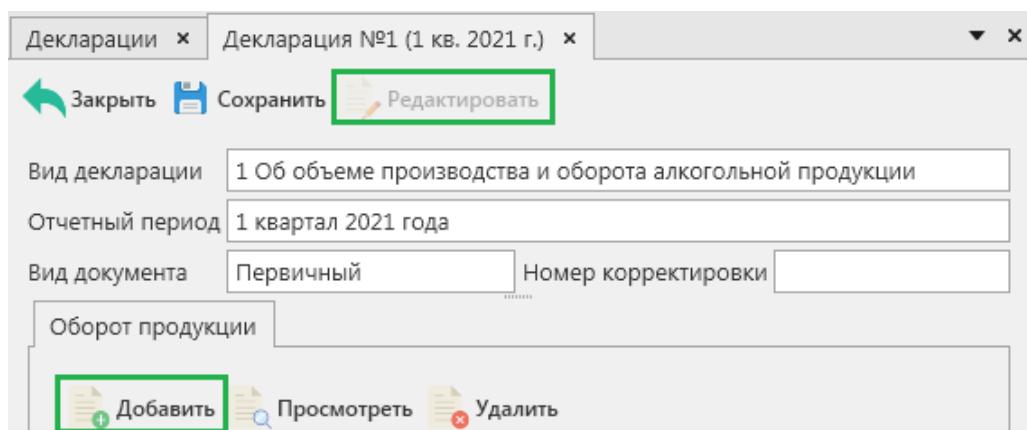 Декларации × Декларация №1 (1 кв. 2021 г.) ×
Закрыть Сохранить Редактировать
Вид декларации 1 Об объеме производства и оборота алкогольной продукции
Отчетный период 1 квартал 2021 года
Вид документа Первичный Номер корректировки
Оборот продукции
Добавить Просмотреть Удалить